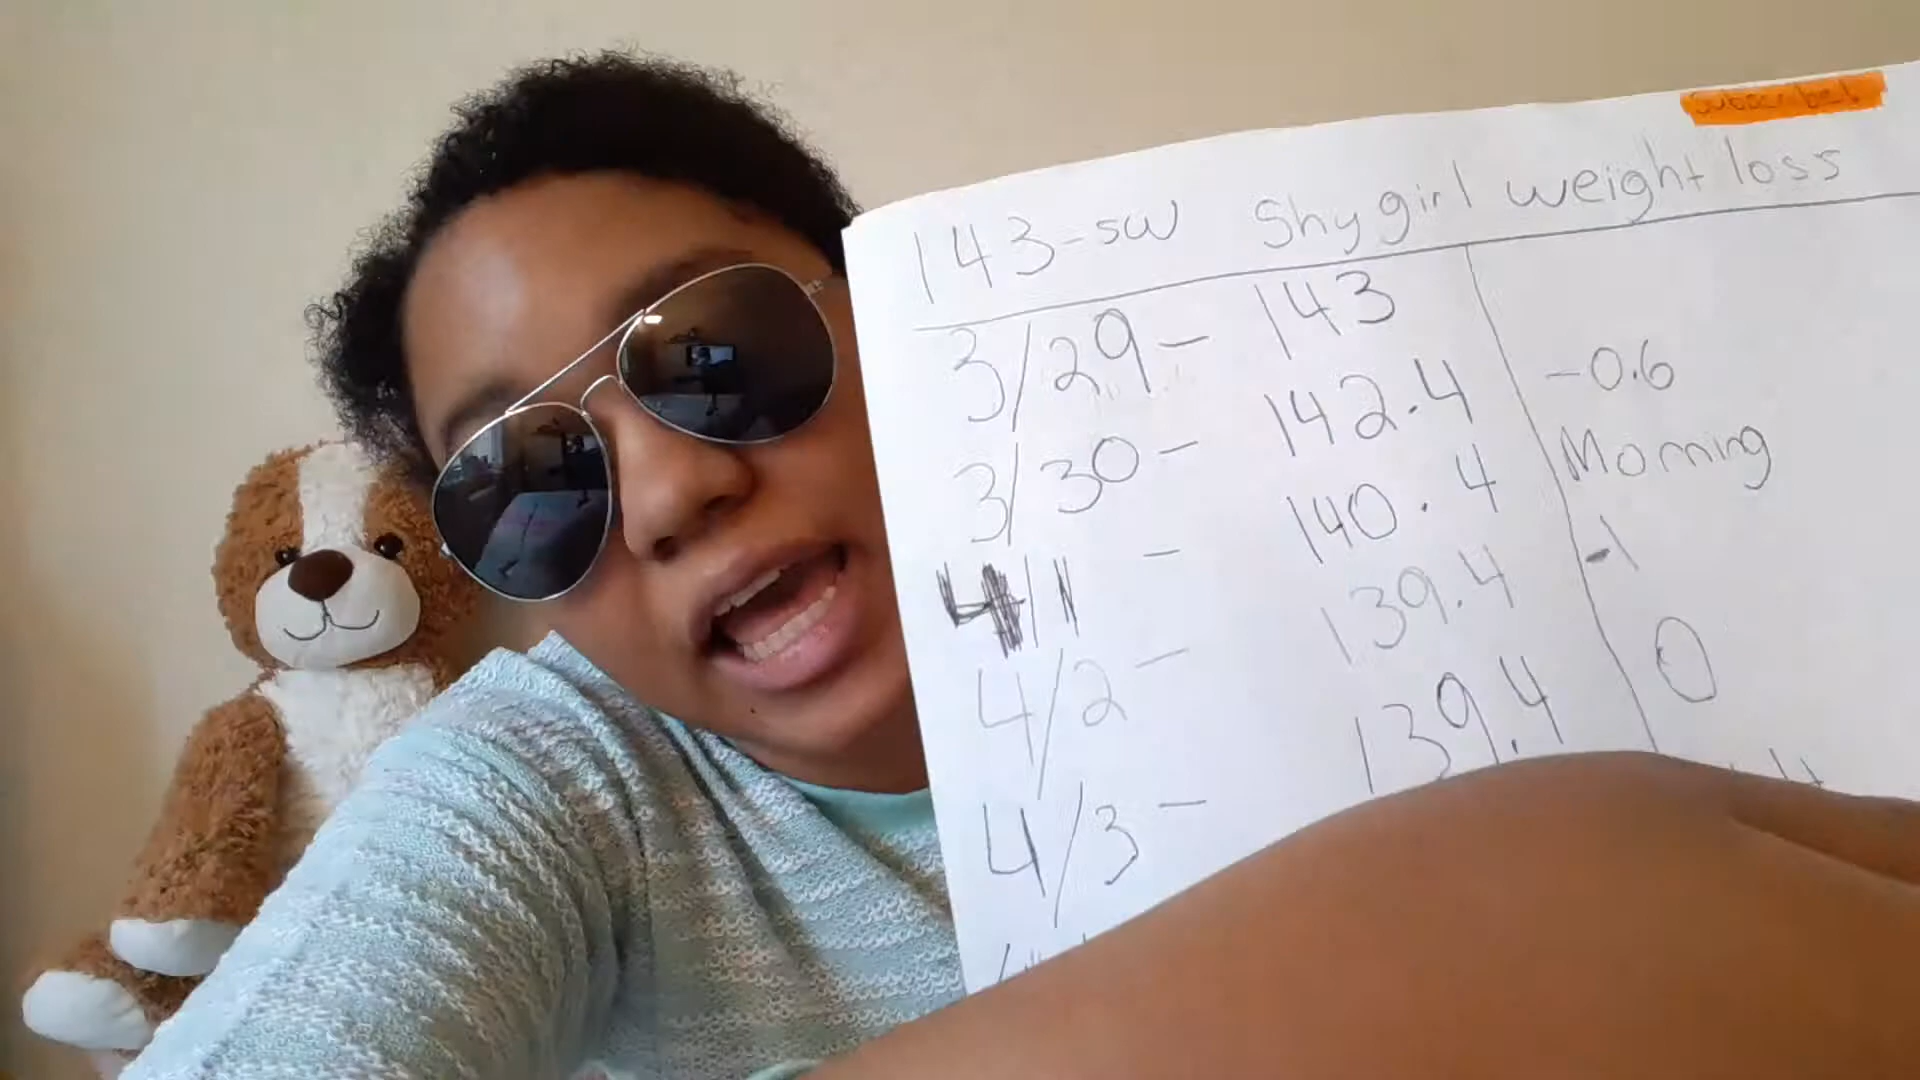 Subscribe!
143-SW Shy girl weight loss
3/29- 143
3/30- 142.4 -0.6
4/1 - 140.4 Morning
4/2- 139.4 -1
4/3- 139.4 0